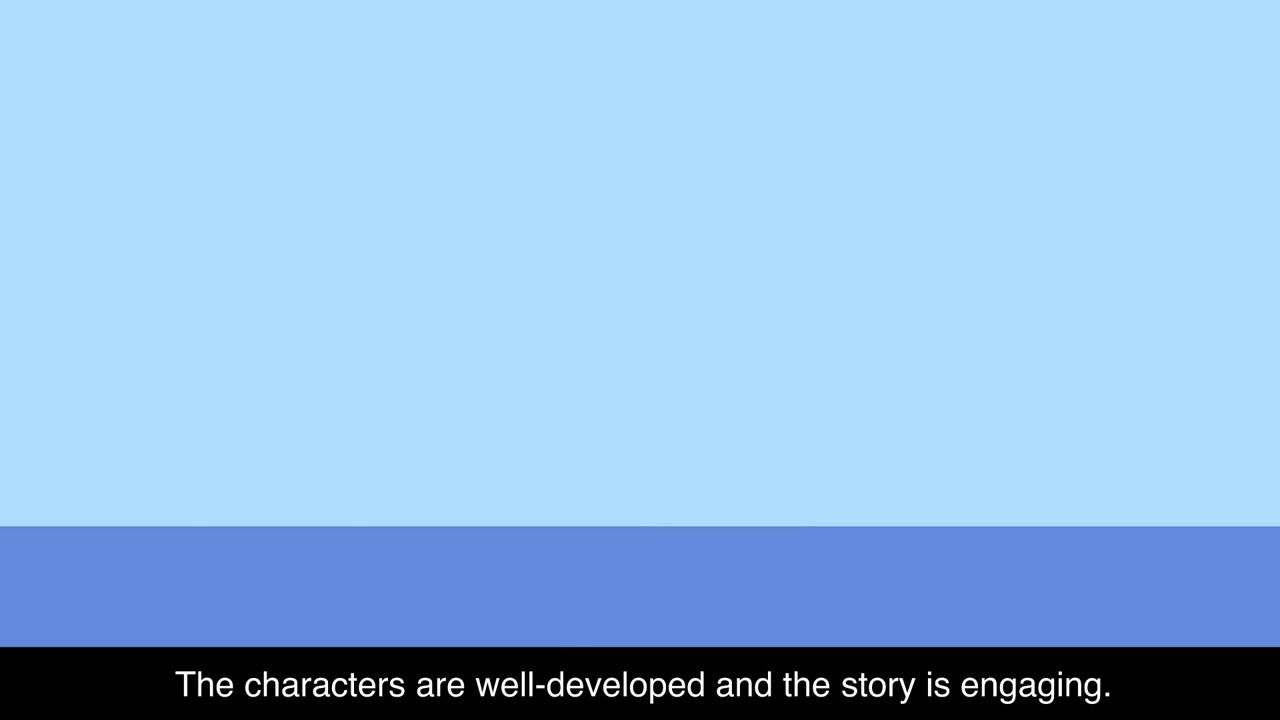 The characters are well-developed and the story is engaging.